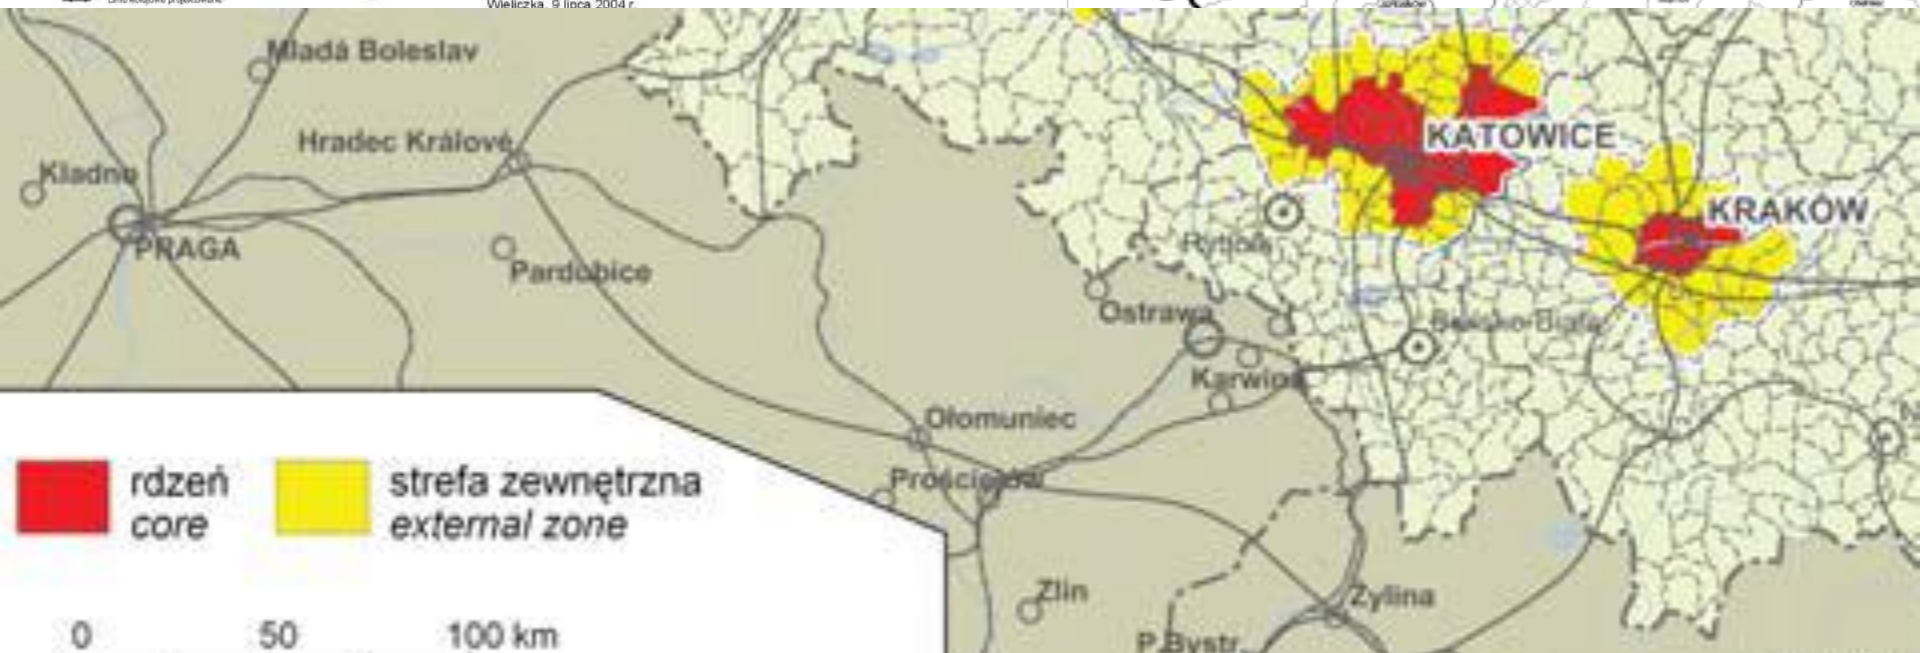 Wieliczka, 9 lipca 2004 r.
Mladá Boleslav
Hradec Králové
KATOWICE
Kladno
KRAKÓW
PRAGA
Rybnik
Pardubice
Ostrawa
Bielsko-Biała
Karwina
Ołomuniec
Prościejów
rdzeń
core
strefa zewnętrzna
external zone
Zlin
Żylina
0 50 100 km
P.Bystr.